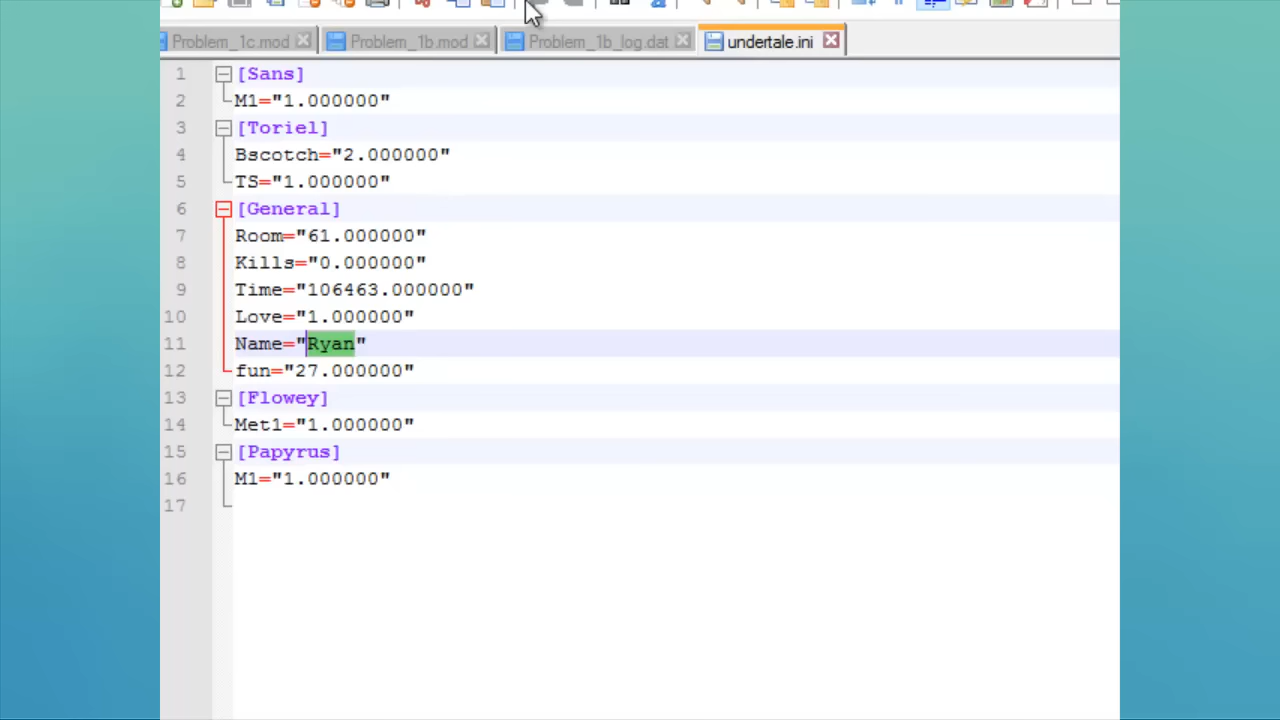 Problem_1c.mod Problem_1b.mod Problem_1b_log.dat undertale.ini
1 [Sans]
2 M1="1.000000"
3 [Toriel]
4 Bscotch="2.000000"
5 TS="1.000000"
6 [General]
7 Room="61.000000"
8 Kills="0.000000"
9 Time="106463.000000"
10 Love="1.000000"
11 Name="Ryan"
12 fun="27.000000"
13 [Flowey]
14 Met1="1.000000"
15 [Papyrus]
16 M1="1.000000"
17